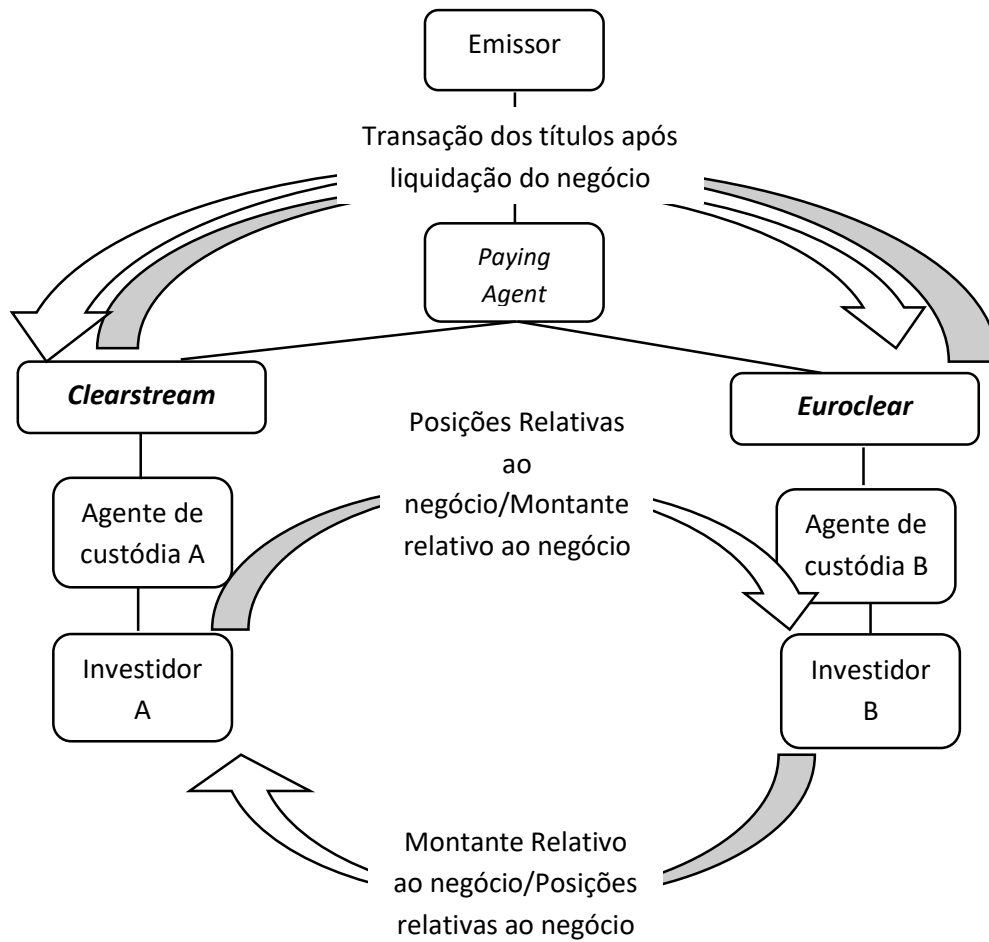 Emissor
Transação dos títulos após
liquidação do negócio
Paying
Agent
Clearstream
Euroclear
Posições Relativas
ao
negócio/Montante
relativo ao negócio
Agente de
custódia A
Agente de
custódia B
Investidor
A
Investidor
B
Montante Relativo
ao negócio/Posições
relativas ao negócio